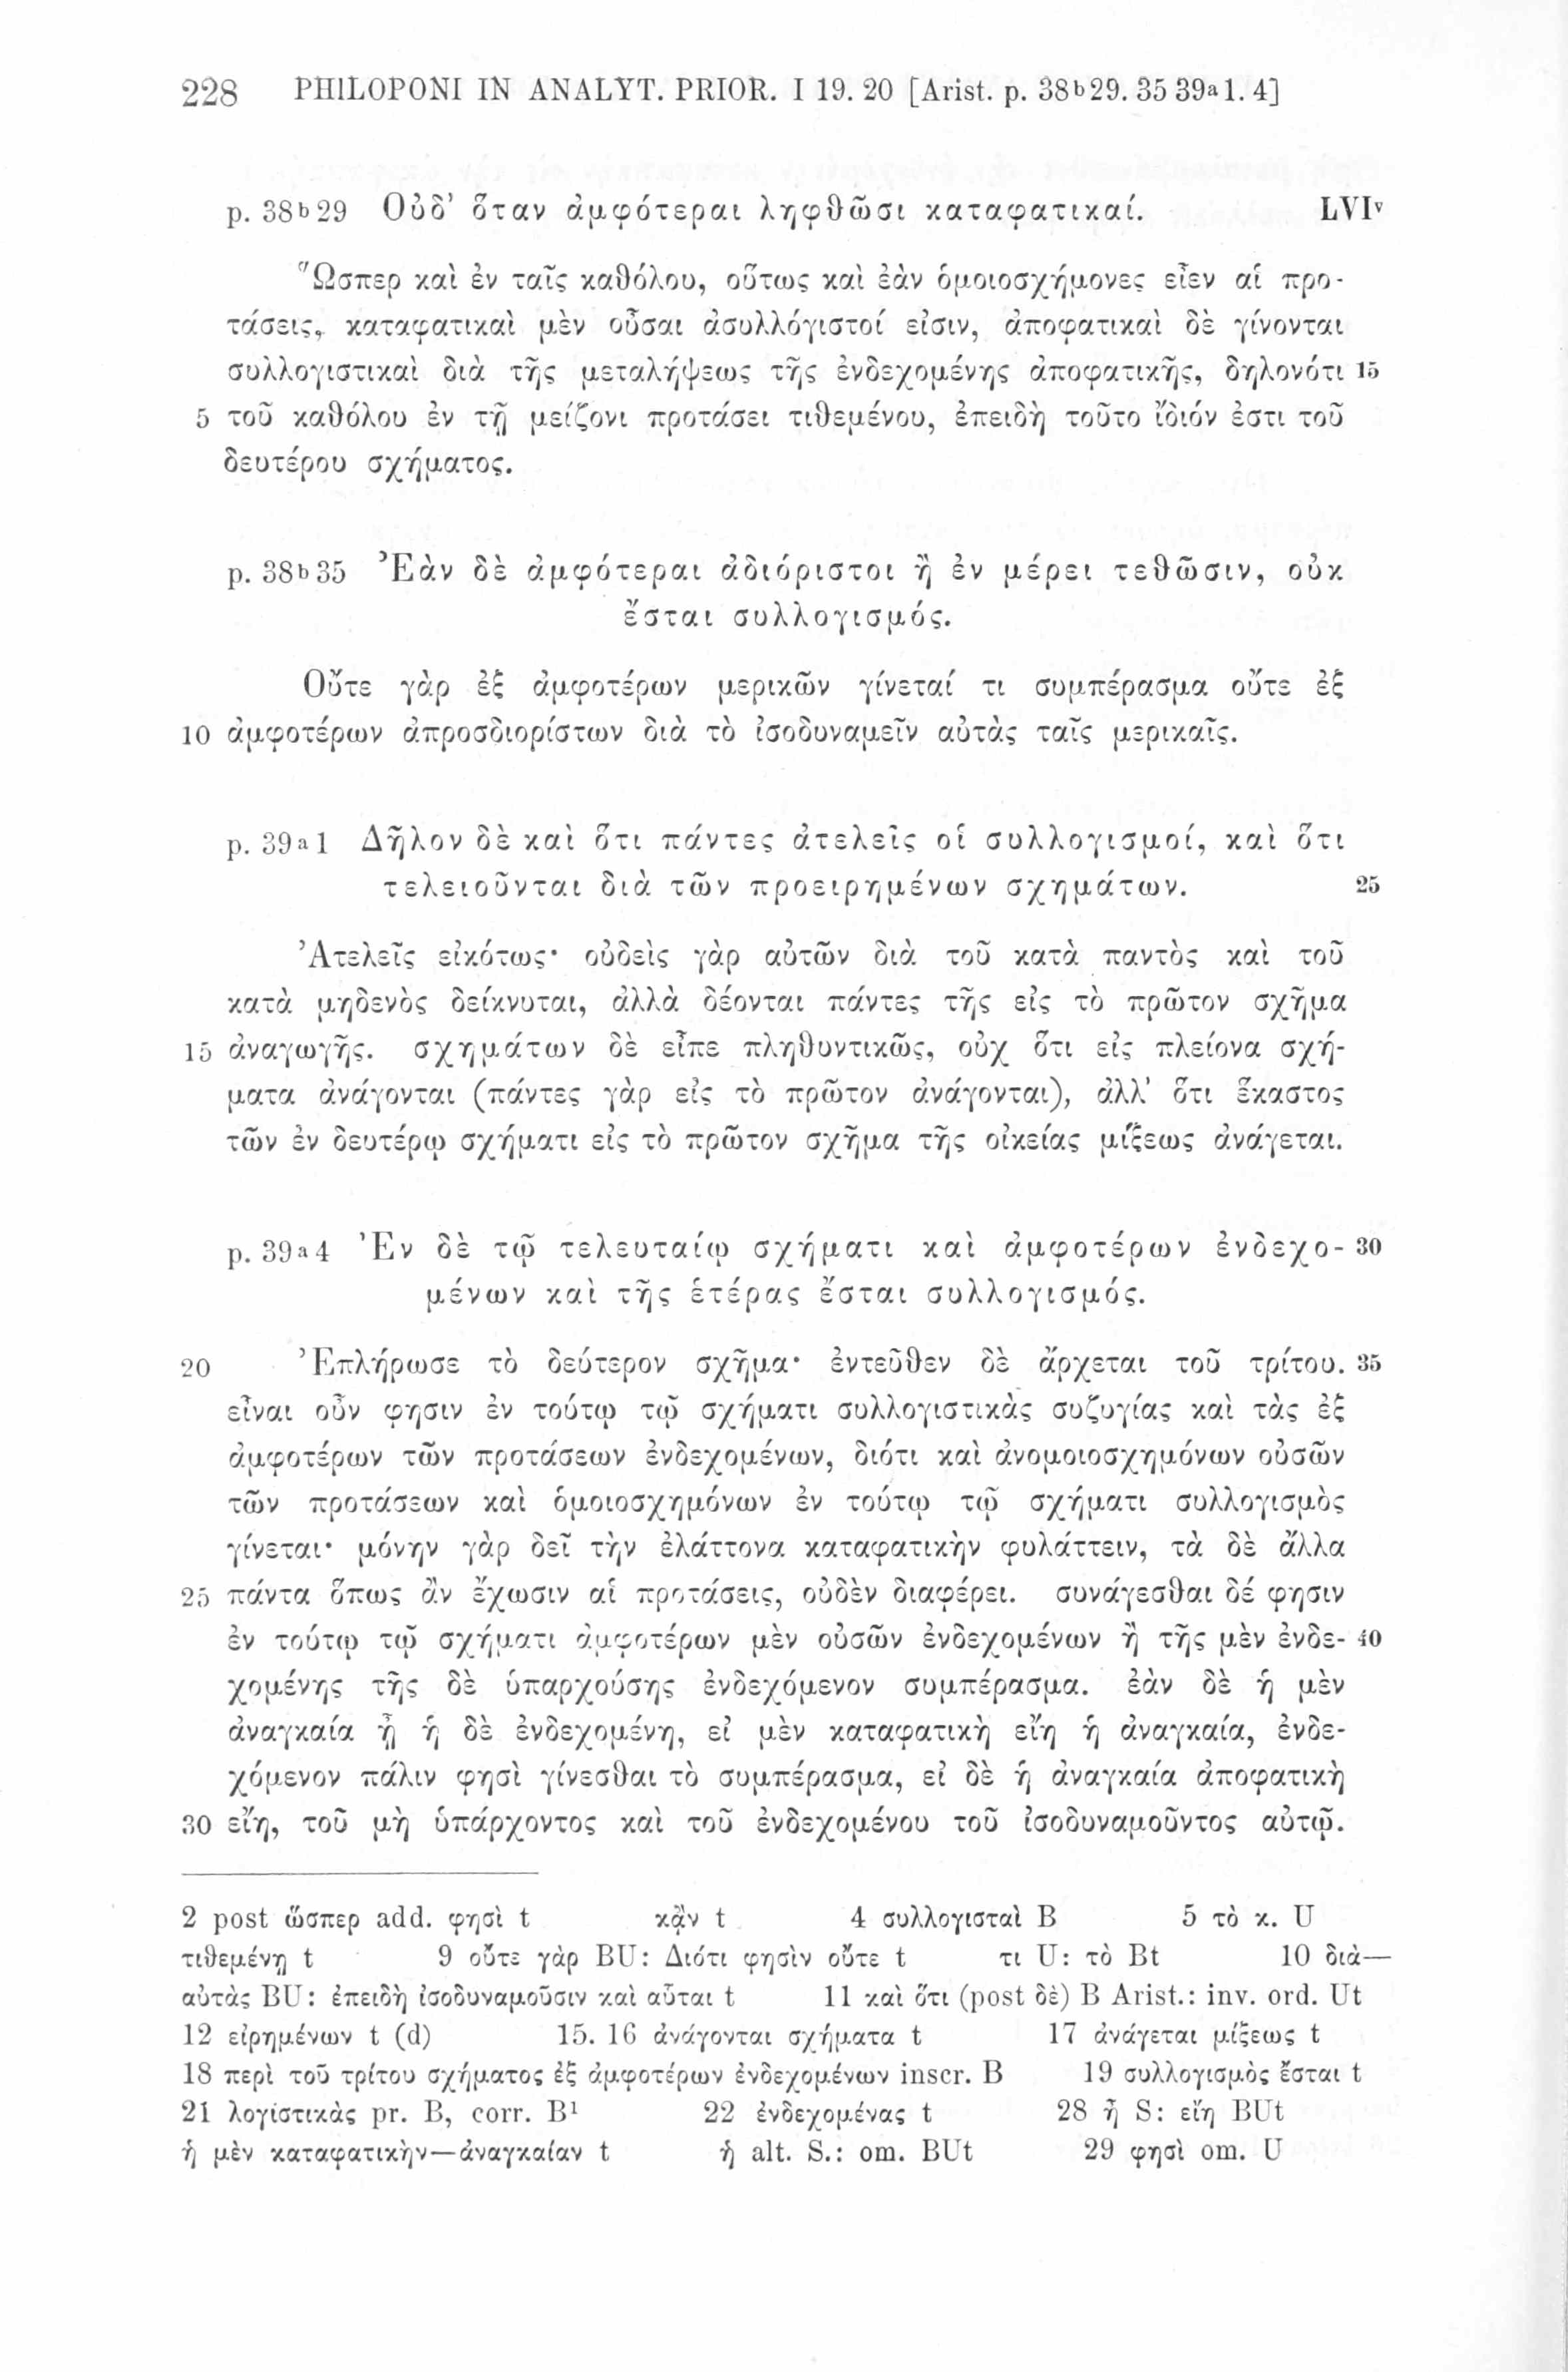 228 PHILOPONI IN ANALYT. PRIOR. I 19. 20 [Arist. p. 38b29. 35 39a1. 4]
p. 38b29 Οὐδ’ ὅταν ἀμφότεραι ληφθῶσι καταφατικαί. LVIv
Ὥσπερ καὶ ἐν ταῖς καθόλου, οὕτως καὶ ἐὰν ὁμοιοσχήμονες εἶεν αἱ προ-
τάσεις, καταφατικαὶ μὲν οὖσαι ἀσυλλόγιστοί εἰσιν, ἀποφατικαὶ δὲ γίνονται
συλλογιστικαὶ διὰ τῆς μεταλήψεως τῆς ἐνδεχομένης ἀποφατικῆς, δηλονότι 15
5 τοῦ καθόλου ἐν τῇ μείζονι προτάσει τιθεμένου, ἐπειδὴ τοῦτο ἴδιόν ἐστι τοῦ
δευτέρου σχήματος.
p. 38b35 Ἐὰν δὲ ἀμφότεραι ἀδιόριστοι ἢ ἐν μέρει τεθῶσιν, οὐκ
ἔσται συλλογισμός.
Οὔτε γὰρ ἐξ ἀμφοτέρων μερικῶν γίνεταί τι συμπέρασμα οὔτε ἐξ
10 ἀμφοτέρων ἀπροσδιορίστων διὰ τὸ ἰσοδυναμεῖν αὐτὰς ταῖς μερικαῖς.
p. 39a1 Δῆλον δὲ καὶ ὅτι πάντες ἀτελεῖς οἱ συλλογισμοί, καὶ ὅτι
τελειοῦνται διὰ τῶν προειρημένων σχημάτων. 25
Ἀτελεῖς εἰκότως· οὐδεὶς γὰρ αὐτῶν διὰ τοῦ κατὰ παντὸς καὶ τοῦ
κατὰ μηδενὸς δείκνυται, ἀλλὰ δέονται πάντες τῆς εἰς τὸ πρῶτον σχῆμα
15 ἀναγωγῆς. σχημάτων δὲ εἶπε πληθυντικῶς, οὐχ ὅτι εἰς πλείονα σχή-
ματα ἀνάγονται (πάντες γὰρ εἰς τὸ πρῶτον ἀνάγονται), ἀλλ’ ὅτι ἕκαστος
τῶν ἐν δευτέρῳ σχήματι εἰς τὸ πρῶτον σχῆμα τῆς οἰκείας μίξεως ἀνάγεται.
p. 39a4 Ἐν δὲ τῷ τελευταίῳ σχήματι καὶ ἀμφοτέρων ἐνδεχο- 30
μένων καὶ τῆς ἑτέρας ἔσται συλλογισμός.
20 Ἐπλήρωσε τὸ δεύτερον σχῆμα· ἐντεῦθεν δὲ ἄρχεται τοῦ τρίτου. 35
εἶναι οὖν φησιν ἐν τούτῳ τῷ σχήματι συλλογιστικὰς συζυγίας καὶ τὰς ἐξ
ἀμφοτέρων τῶν προτάσεων ἐνδεχομένων, διότι καὶ ἀνομοιοσχημόνων οὐσῶν
τῶν προτάσεων καὶ ὁμοιοσχημόνων ἐν τούτῳ τῷ σχήματι συλλογισμὸς
γίνεται· μόνην γὰρ δεῖ τὴν ἐλάττονα καταφατικὴν φυλάττειν, τὰ δὲ ἄλλα
25 πάντα ὅπως ἂν ἔχωσιν αἱ προτάσεις, οὐδὲν διαφέρει. συνάγεσθαι δέ φησιν
ἐν τούτῳ τῷ σχήματι ἀμφοτέρων μὲν οὐσῶν ἐνδεχομένων ἢ τῆς μὲν ἐνδε- 40
χομένης τῆς δὲ ὑπαρχούσης ἐνδεχόμενον συμπέρασμα. ἐὰν δὲ ἡ μὲν
ἀναγκαία ᾖ ἡ δὲ ἐνδεχομένη, εἰ μὲν καταφατικὴ εἴη ἡ ἀναγκαία, ἐνδε-
χόμενον πάλιν φησὶ γίνεσθαι τὸ συμπέρασμα, εἰ δὲ ἡ ἀναγκαία ἀποφατικὴ
30 εἴη, τοῦ μὴ ὑπάρχοντος καὶ τοῦ ἐνδεχομένου τοῦ ἰσοδυναμοῦντος αὐτῷ.
2 post ὥσπερ add. φησὶ t κἂν t 4 συλλογισταὶ B 5 τὸ κ. U
τιθεμένῃ t 9 οὔτε γὰρ BU: Διότι φησὶν οὔτε t τι U: τὸ Bt 10 διὰ—
αὐτὰς BU: ἐπειδὴ ἰσοδυναμοῦσιν καὶ αὗται t 11 καὶ ὅτι (post δὲ) B Arist.: inv. ord. Ut
12 εἰρημένων t (d) 15. 16 ἀνάγονται σχήματα t 17 ἀνάγεται μίξεως t
18 περὶ τοῦ τρίτου σχήματος ἐξ ἀμφοτέρων ἐνδεχομένων inscr. B 19 συλλογισμὸς ἔσται t
21 λογιστικὰς pr. B, corr. B1 22 ἐνδεχομένας t 28 ᾖ S: εἴη BUt
ἡ μὲν καταφατικὴν—ἀναγκαίαν t ἡ alt. S.: om. BUt 29 φησὶ om. U